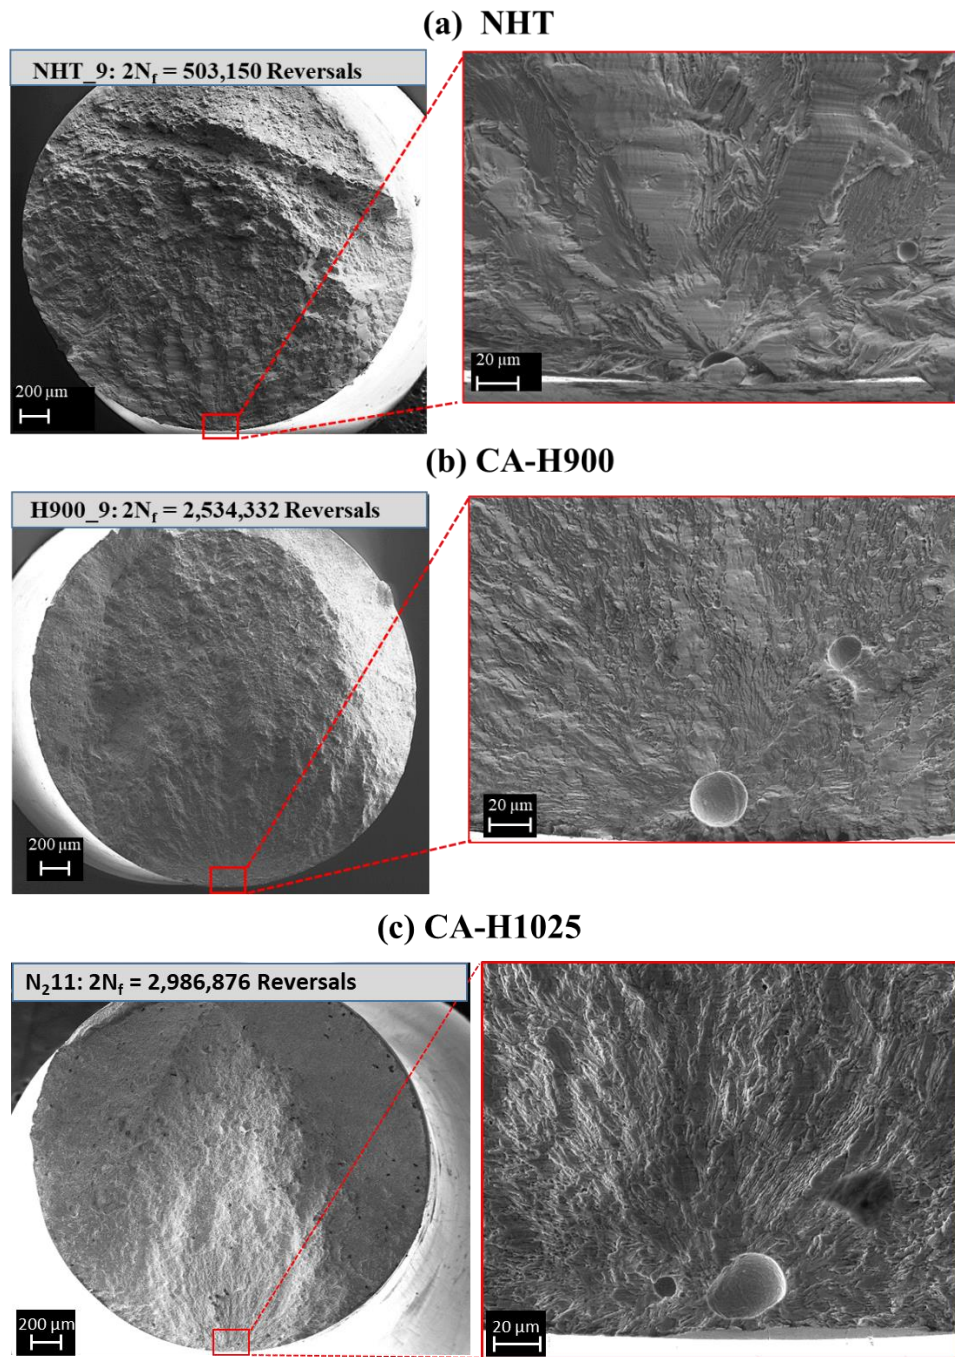 (a) NHT
NHT_9: 2Nf = 503,150 Reversals
200 µm
20 µm
(b) CA-H900
H900_9: 2Nf = 2,534,332 Reversals
200 µm
20 µm
(c) CA-H1025
N₂11: 2Nf = 2,986,876 Reversals
200 µm
20 µm